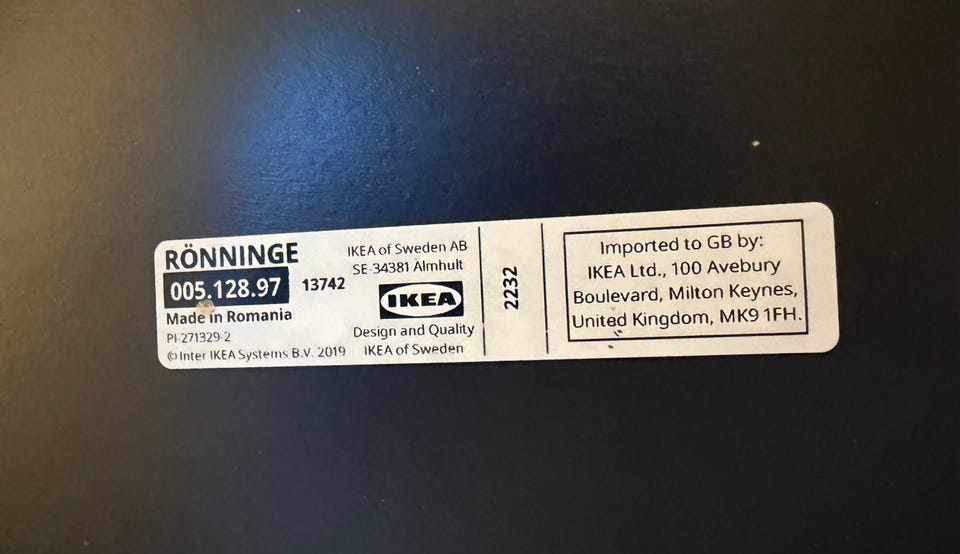 RÖNNINGE
005.128.97
13742
Made in Romania
PI-271329-2
© Inter IKEA Systems B.V. 2019
IKEA of Sweden AB
SE-34381 Älmhult
IKEA
Design and Quality
IKEA of Sweden
2232
Imported to GB by:
IKEA Ltd., 100 Avebury
Boulevard, Milton Keynes,
United Kingdom, MK9 1FH.